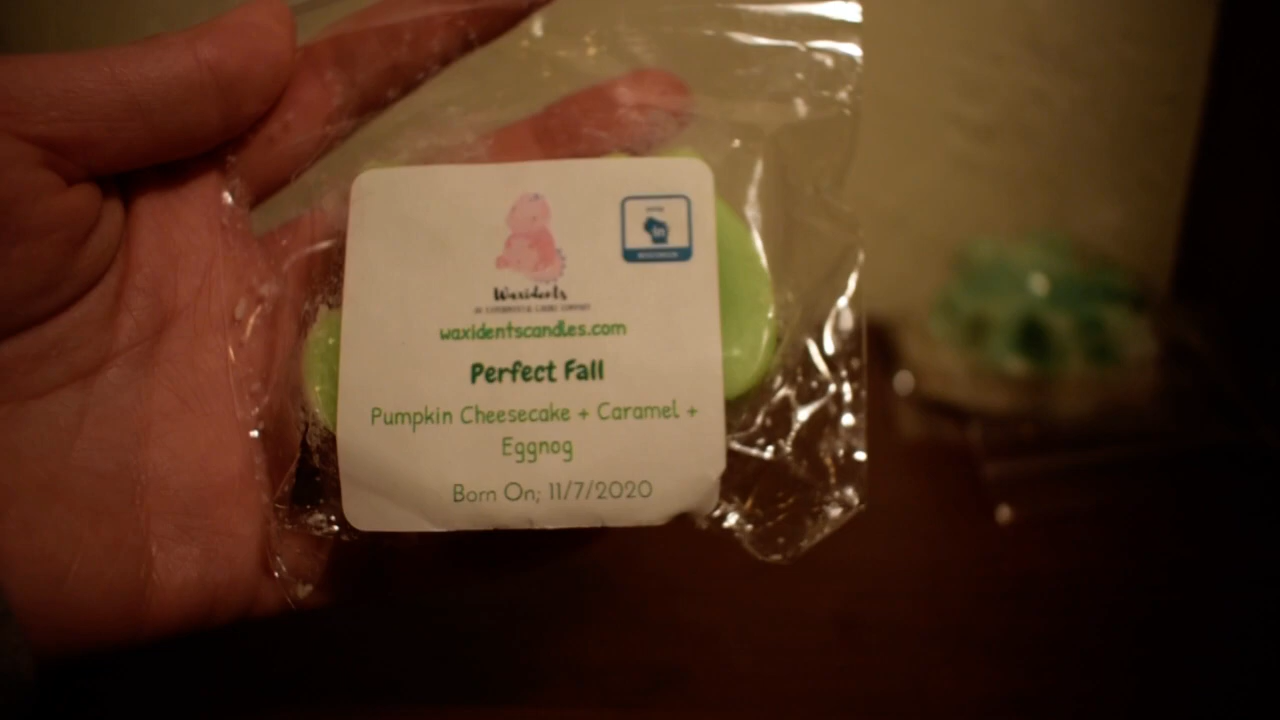 Waxidents
waxidentscandles.com
Perfect Fall
Pumpkin Cheesecake + Caramel +
Eggnog
Born On; 11/7/2020